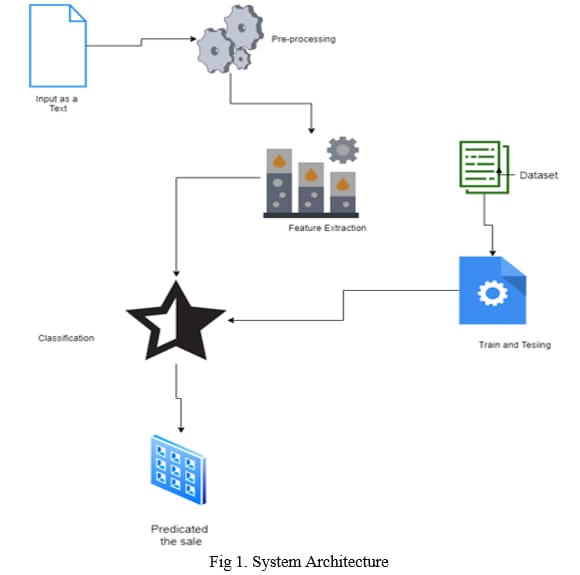 Input as a
Text
Pre-processing
Feature Extraction
Dataset
Train and Tesiing
Classification
Predicated
the sale
Fig 1. System Architecture